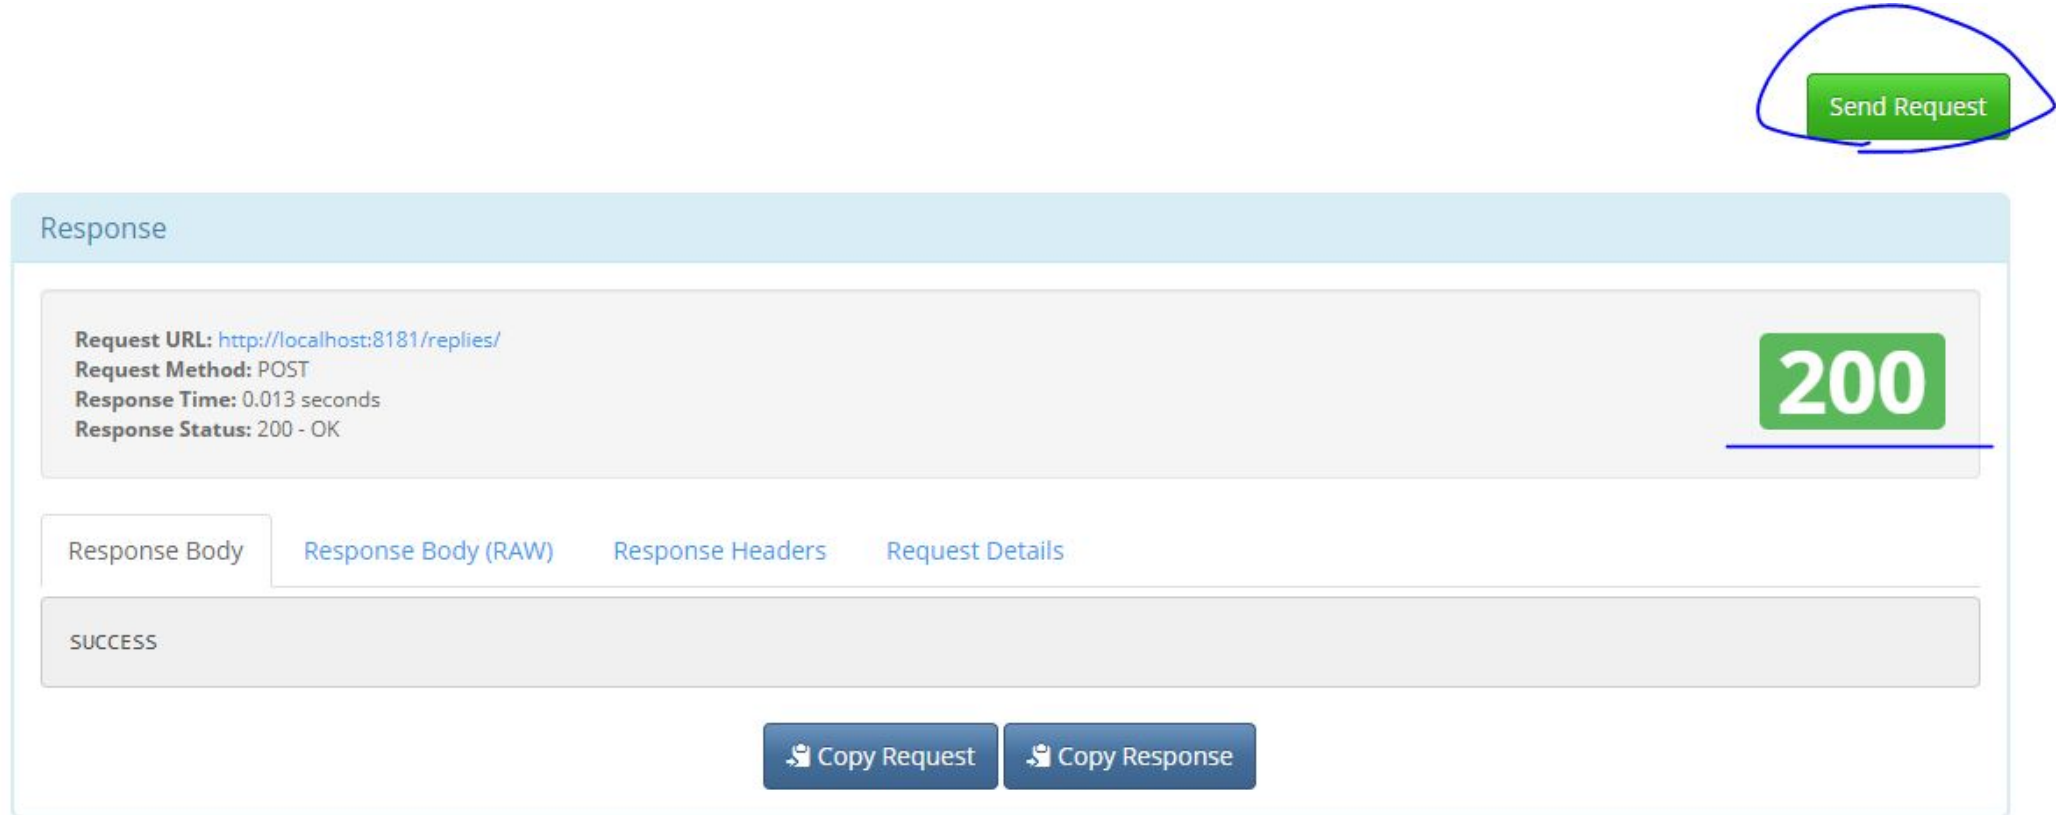 Send Request
Response
Request URL: http://localhost:8181/replies/
Request Method: POST
Response Time: 0.013 seconds
Response Status: 200 - OK
200
Response Body Response Body (RAW) Response Headers Request Details
SUCCESS
Copy Request Copy Response